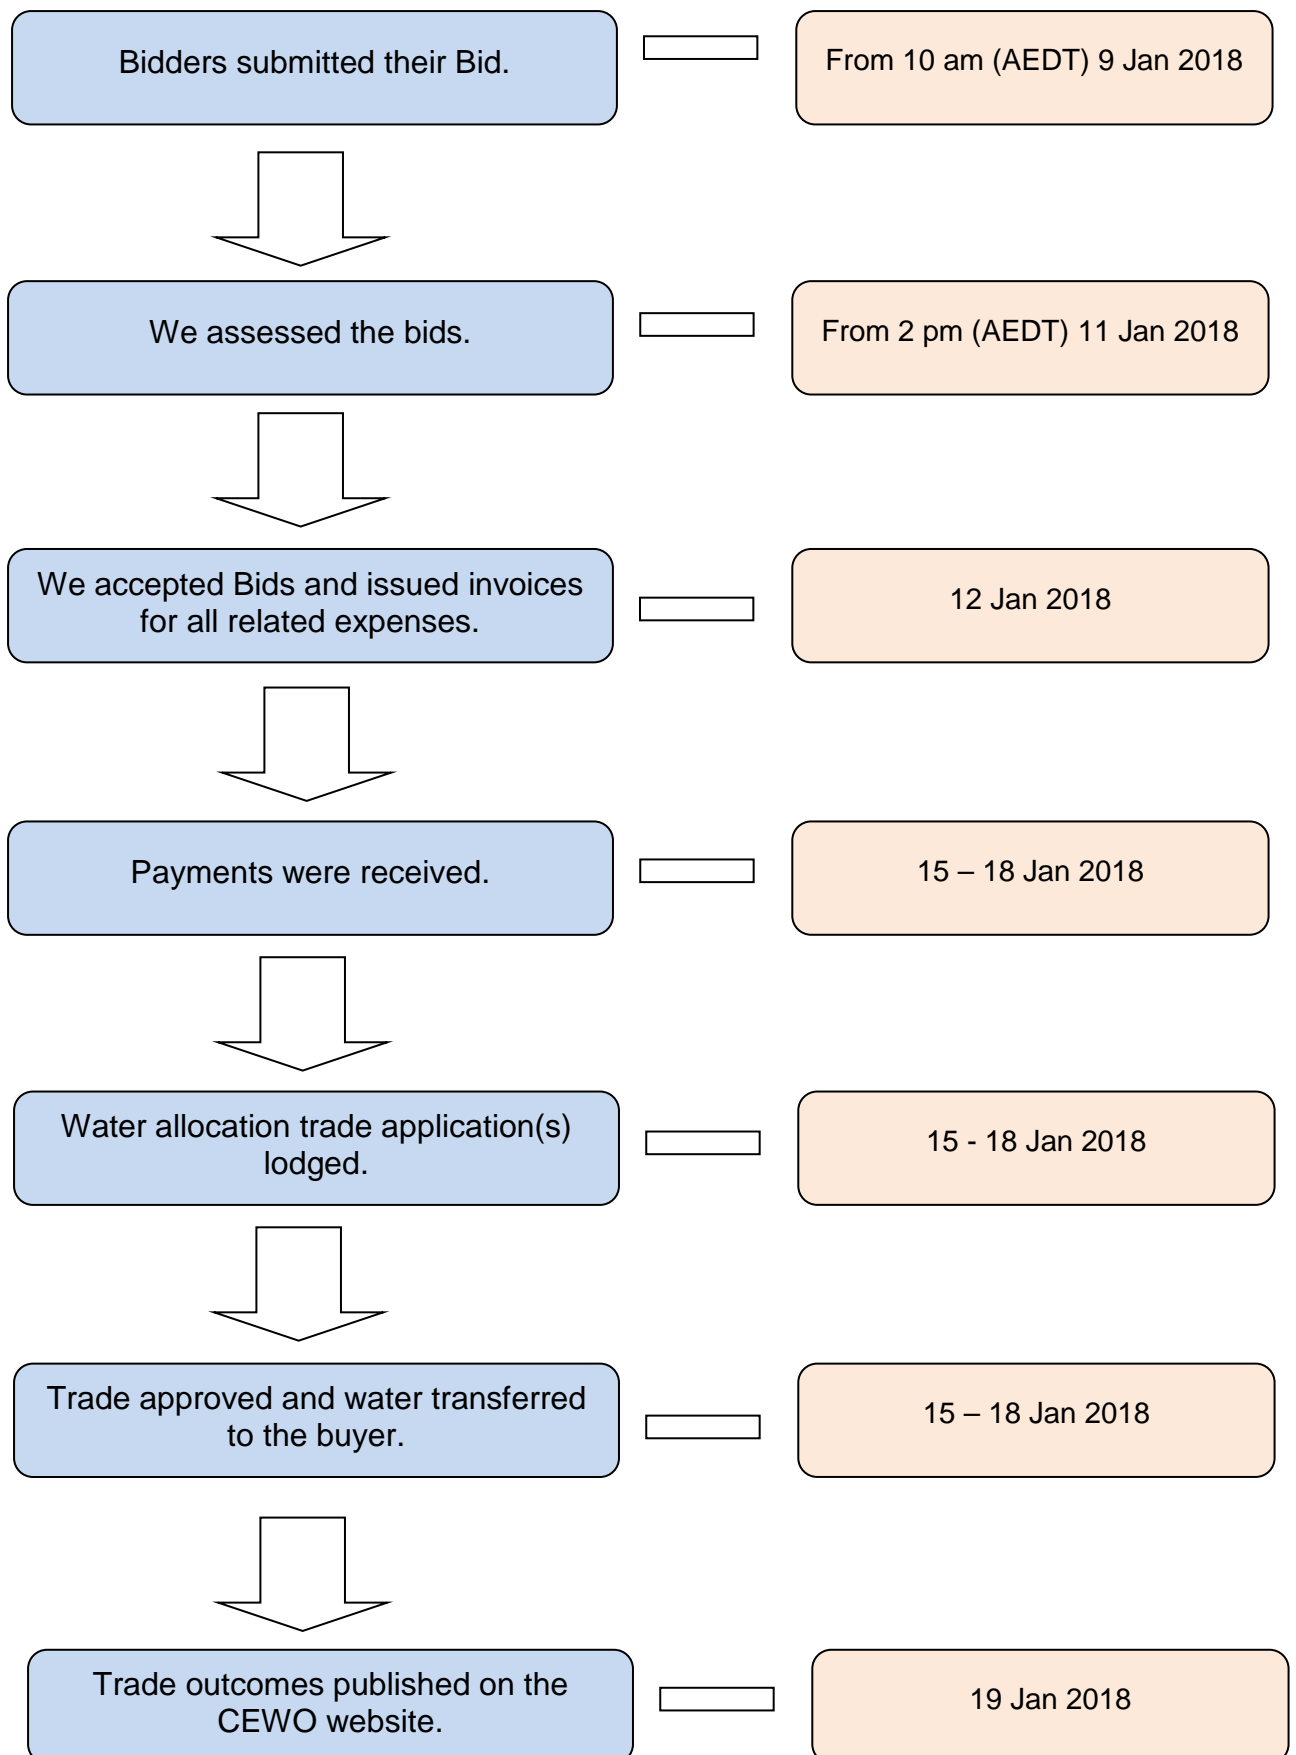 Bidders submitted their Bid.
From 10 am (AEDT) 9 Jan 2018
We assessed the bids.
From 2 pm (AEDT) 11 Jan 2018
We accepted Bids and issued invoices
for all related expenses.
12 Jan 2018
Payments were received.
15 – 18 Jan 2018
Water allocation trade application(s)
lodged.
15 - 18 Jan 2018
Trade approved and water transferred
to the buyer.
15 – 18 Jan 2018
Trade outcomes published on the
CEWO website.
19 Jan 2018